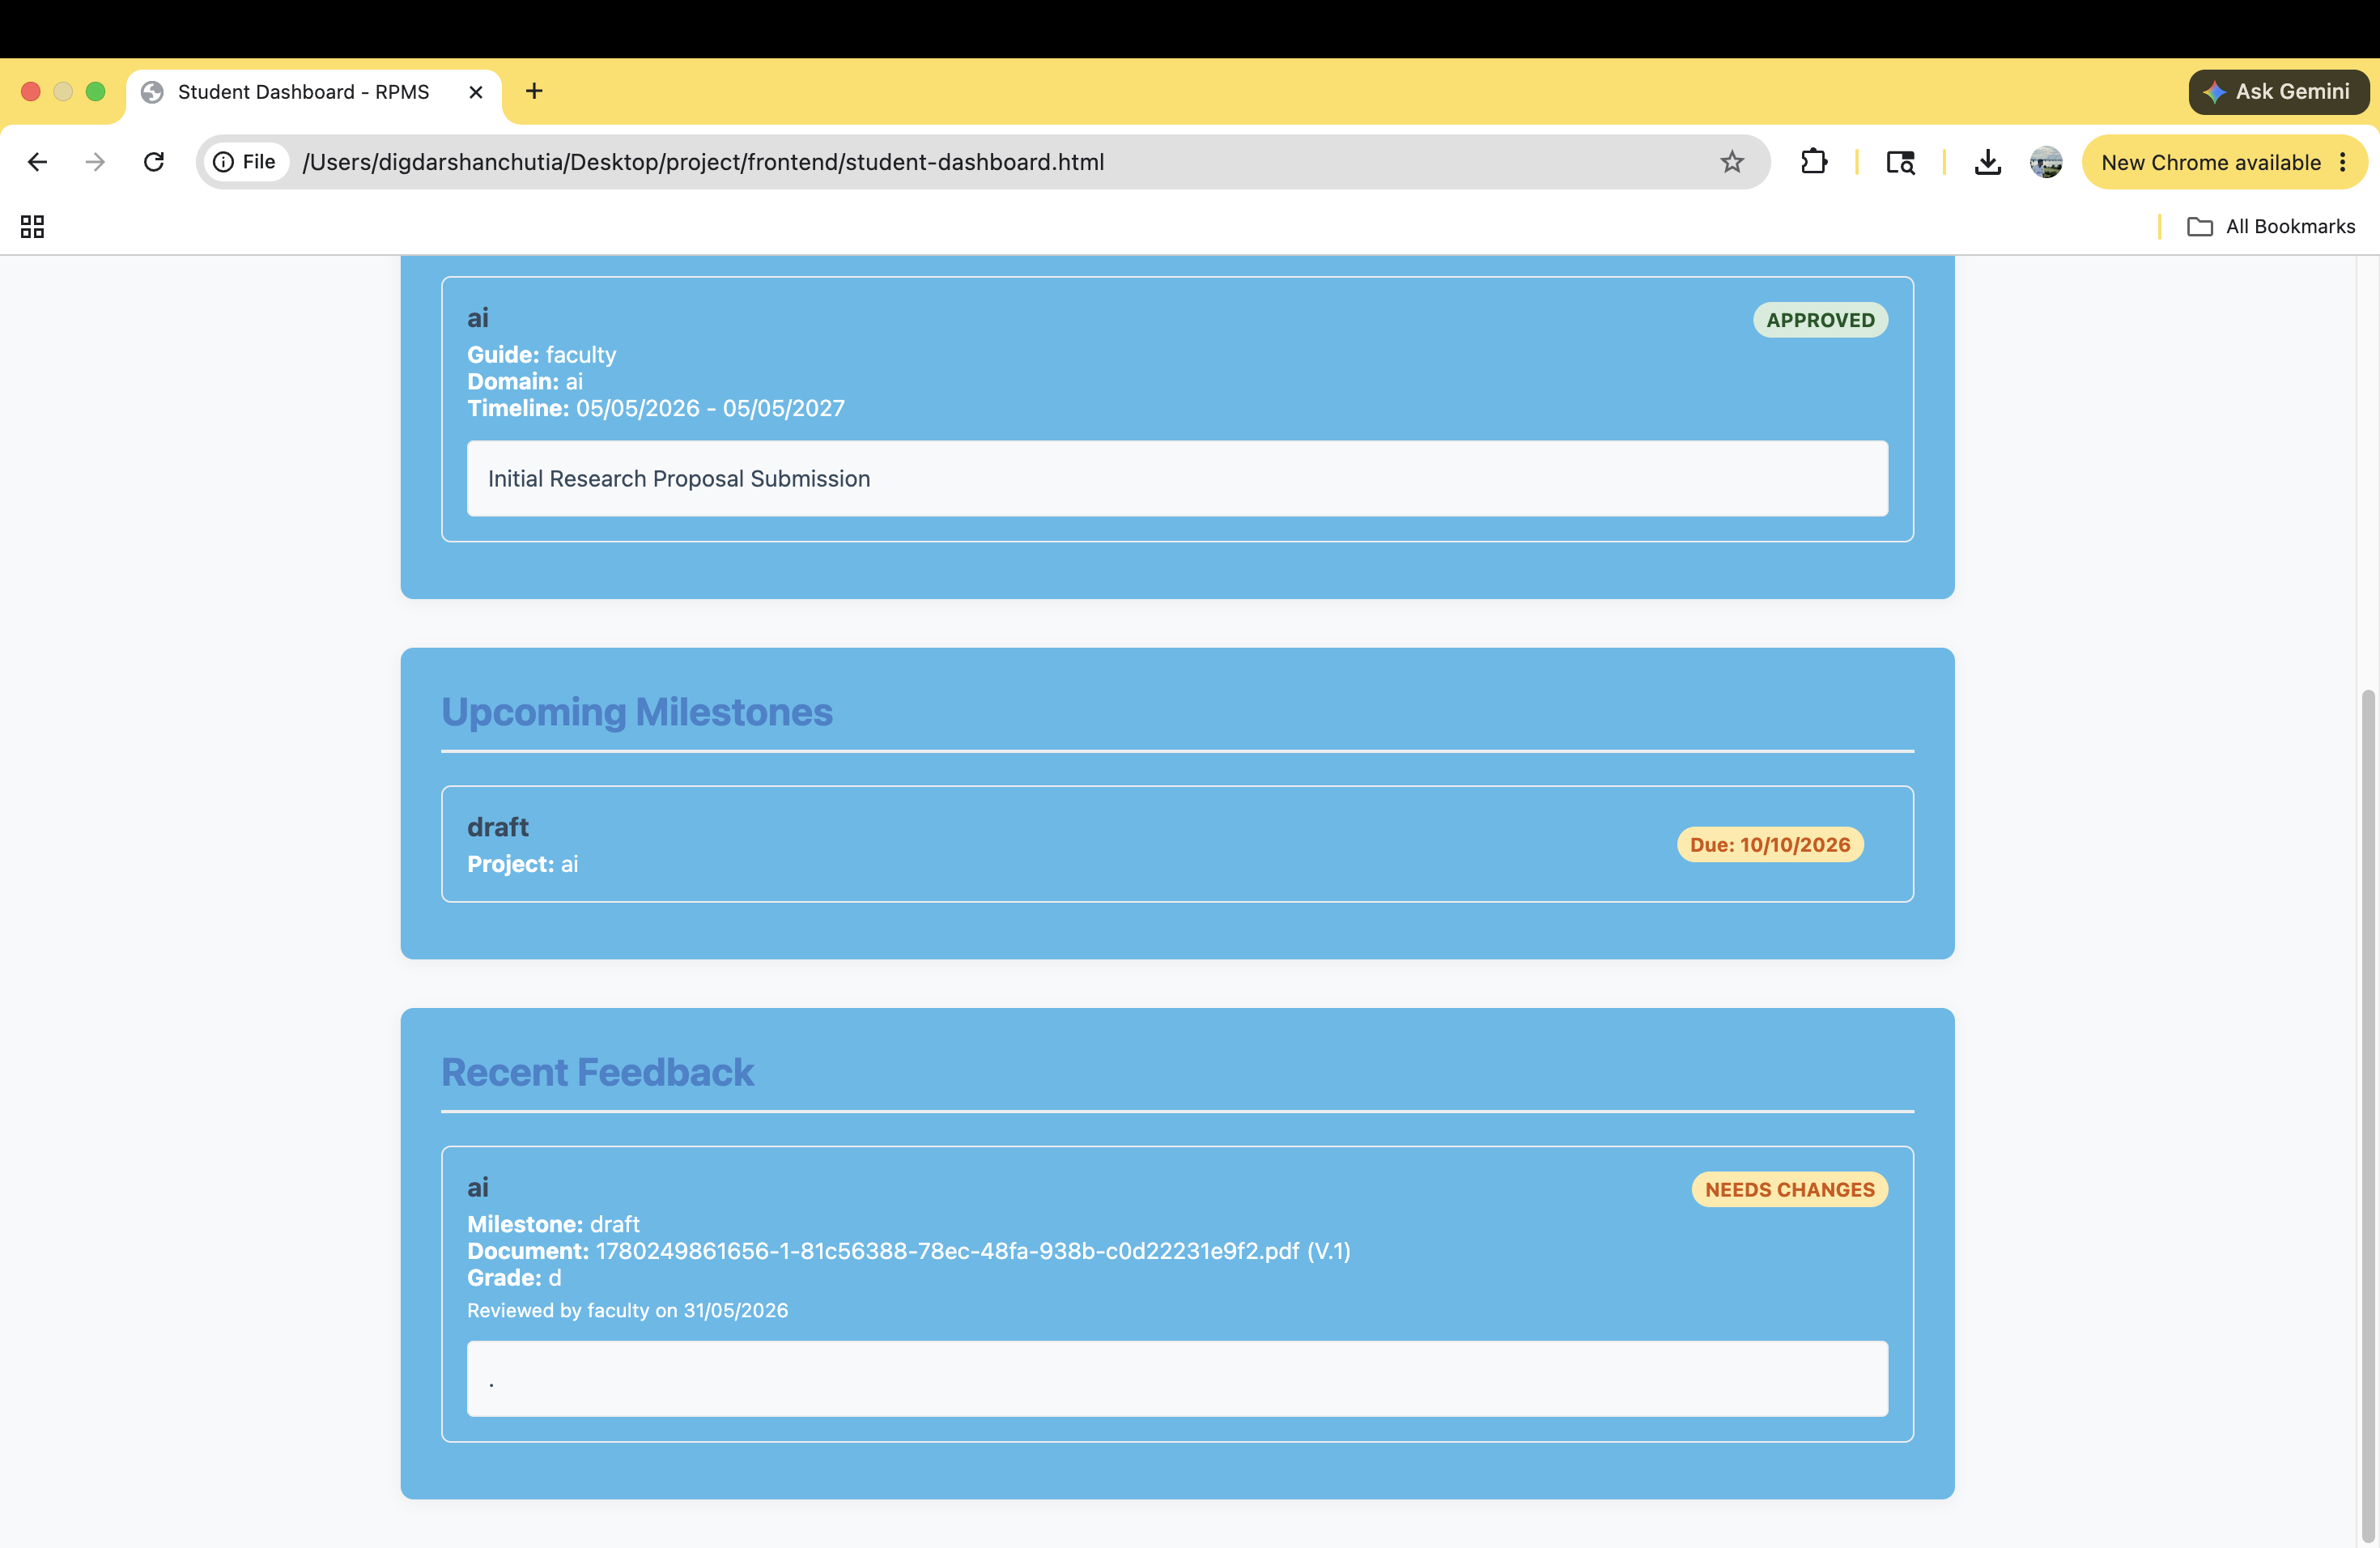 Student Dashboard - RPMS
Ask Gemini
File
/Users/digdarshanchutia/Desktop/project/frontend/student-dashboard.html
New Chrome available
All Bookmarks
ai
APPROVED
Guide: faculty
Domain: ai
Timeline: 05/05/2026 - 05/05/2027
Initial Research Proposal Submission
Upcoming Milestones
draft
Due: 10/10/2026
Project: ai
Recent Feedback
ai
NEEDS CHANGES
Milestone: draft
Document: 1780249861656-1-81c56388-78ec-48fa-938b-c0d22231e9f2.pdf (V.1)
Grade: d
Reviewed by faculty on 31/05/2026
.